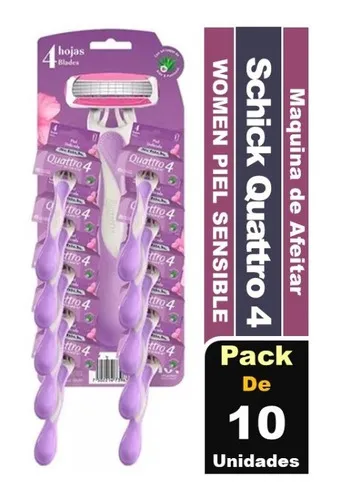 4 hojas
Blades
Quattro 4
Quattro 4
Maquina de Afeitar
Schick Quattro 4
WOMEN PIEL SENSIBLE
Pack
De
10
Unidades